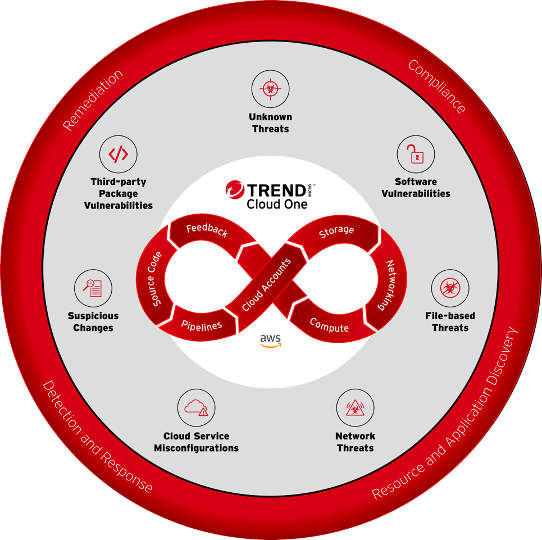 Remediation
Compliance
Unknown
Threats
Third-party
Package
Vulnerabilities
Software
Vulnerabilities
TREND
MICRO
™
Cloud One
Feedback
Storage
Source Code
Cloud Accounts
Networking
Pipelines
Compute
aws
Suspicious
Changes
File-based
Threats
Cloud Service
Misconfigurations
Network
Threats
Detection and Response
Resource and Application Discovery